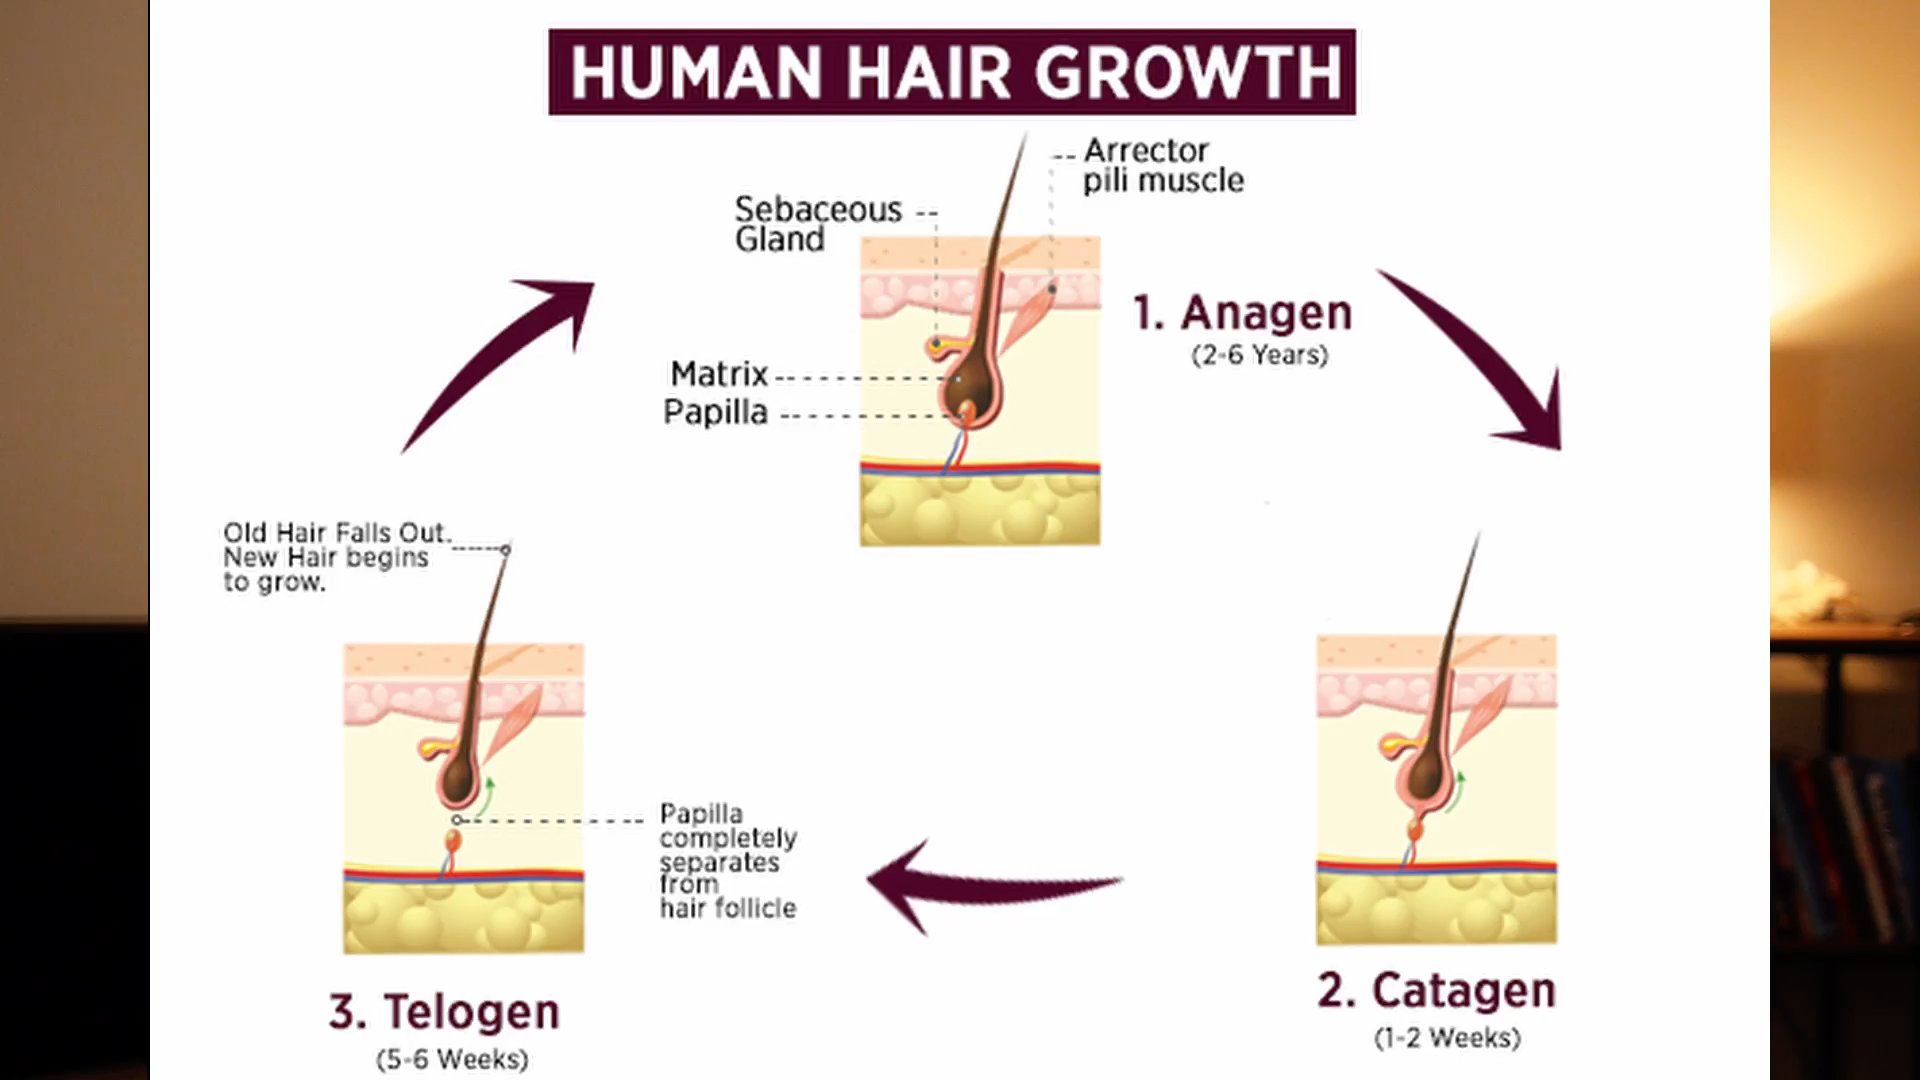 HUMAN HAIR GROWTH
Arrector
pili muscle
Sebaceous
Gland
1. Anagen
(2-6 Years)
Matrix
Papilla
Old Hair Falls Out.
New Hair begins
to grow.
Papilla
completely
separates
from
hair follicle
2. Catagen
(1-2 Weeks)
3. Telogen
(5-6 Weeks)